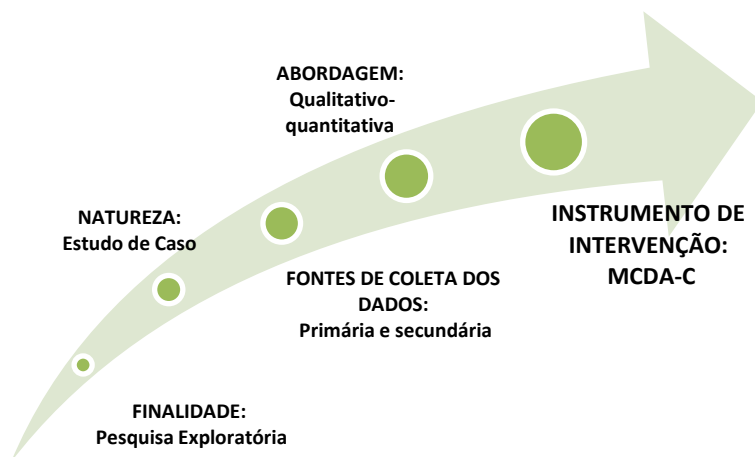 ABORDAGEM:
Qualitativo-
quantitativa
NATUREZA:
Estudo de Caso
INSTRUMENTO DE
INTERVENÇÃO:
MCDA-C
FONTES DE COLETA DOS
DADOS:
Primária e secundária
FINALIDADE:
Pesquisa Exploratória